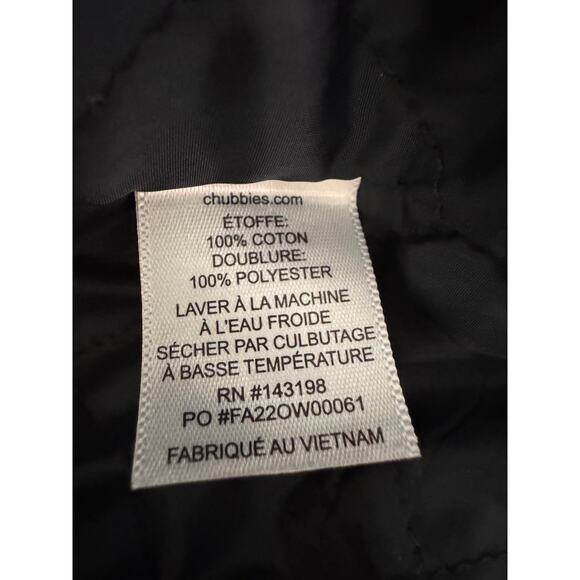 chubbies.com
ÉTOFFE:
100% COTON
DOUBLURE:
100% POLYESTER
LAVER À LA MACHINE
À L'EAU FROIDE
SÉCHER PAR CULBUTAGE
À BASSE TEMPÉRATURE
RN #143198
PO #FA22OW00061
FABRIQUÉ AU VIETNAM